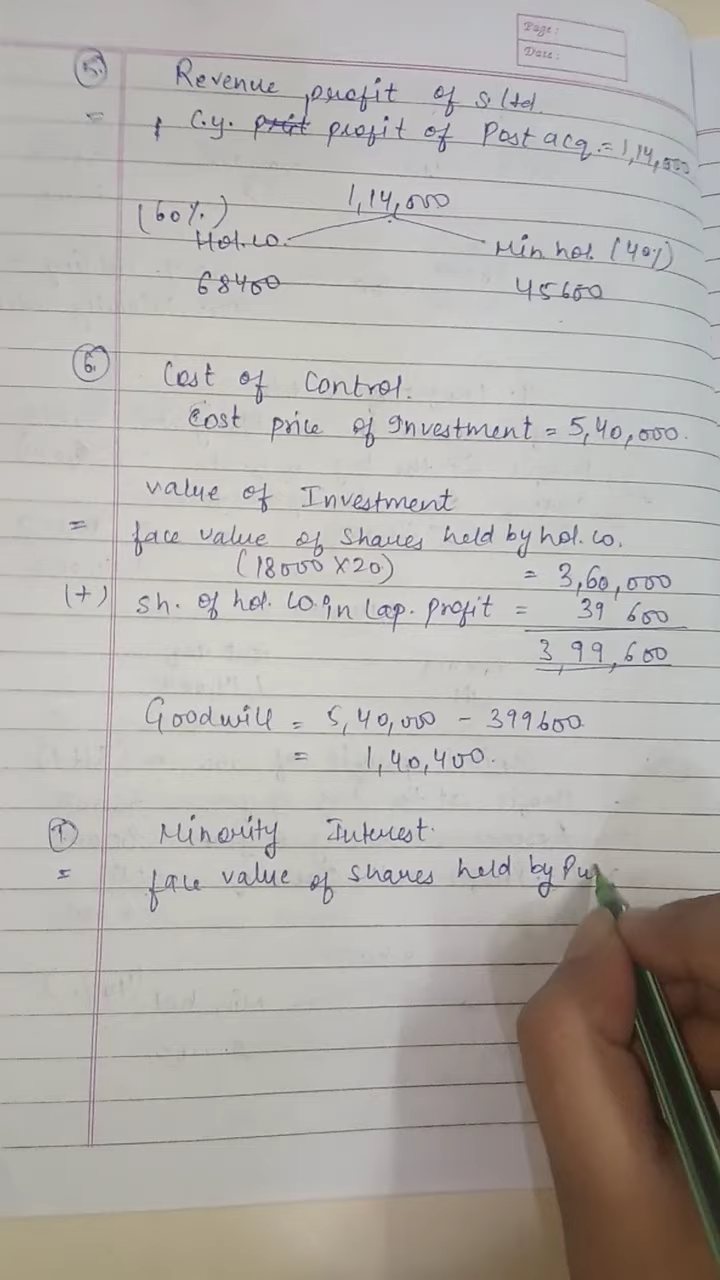 Page:
Date:
5. Revenue profit of S. Ltd.
= C.y. profit of Post acq. = 1,14,000
1,14,000
(60%)
Hol. co. Min hol. (40%)
68400 45600
6. Cost of Control.
Cost price of Investment = 5,40,000.
value of Investment
= face value of shares held by hol. co.
(18000 X 20) = 3,60,000
(+) Sh. of hol. co. in Cap. profit = 39 600
3,99,600
Goodwill = 5,40,000 - 399600
= 1,40,400.
7. Minority Interest.
= face value of shares held by Pu